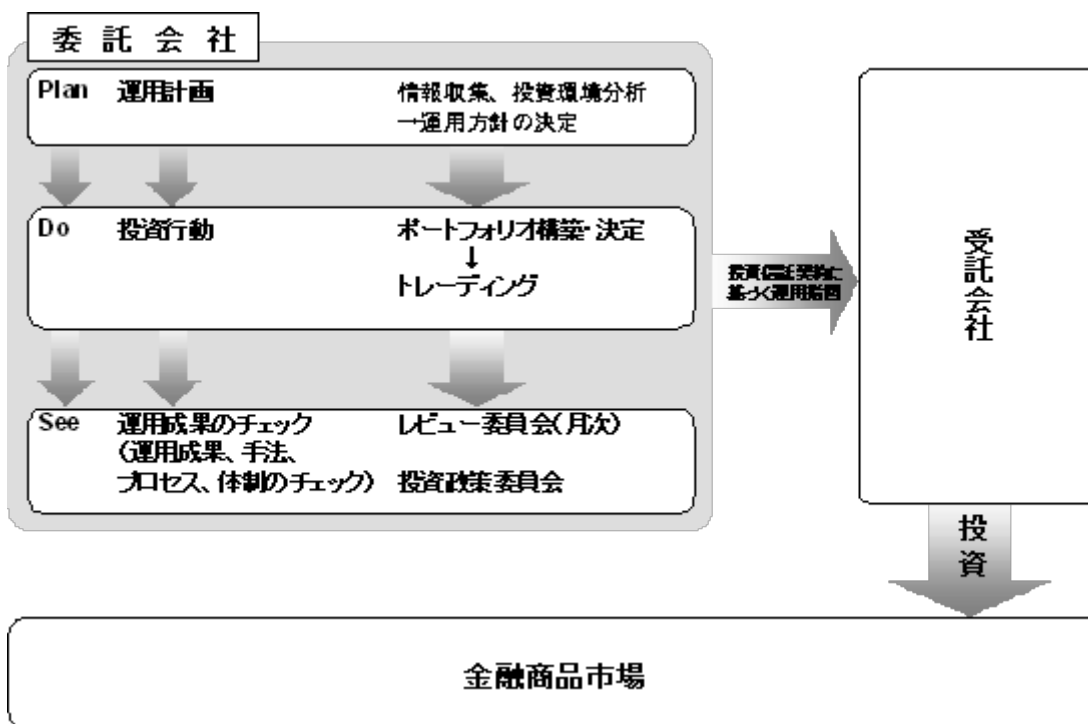 委託会社
Plan 運用計画 情報収集、投資環境分析
→運用方針の決定
Do 投資行動 ポートフォリオ構築・決定
↓
トレーディング
投資信託契約に
基づく運用指図
受託会社
See 運用成果のチェック レビュー委員会(月次)
(運用成果、手法、
プロセス、体制のチェック) 投資政策委員会
投資
金融商品市場